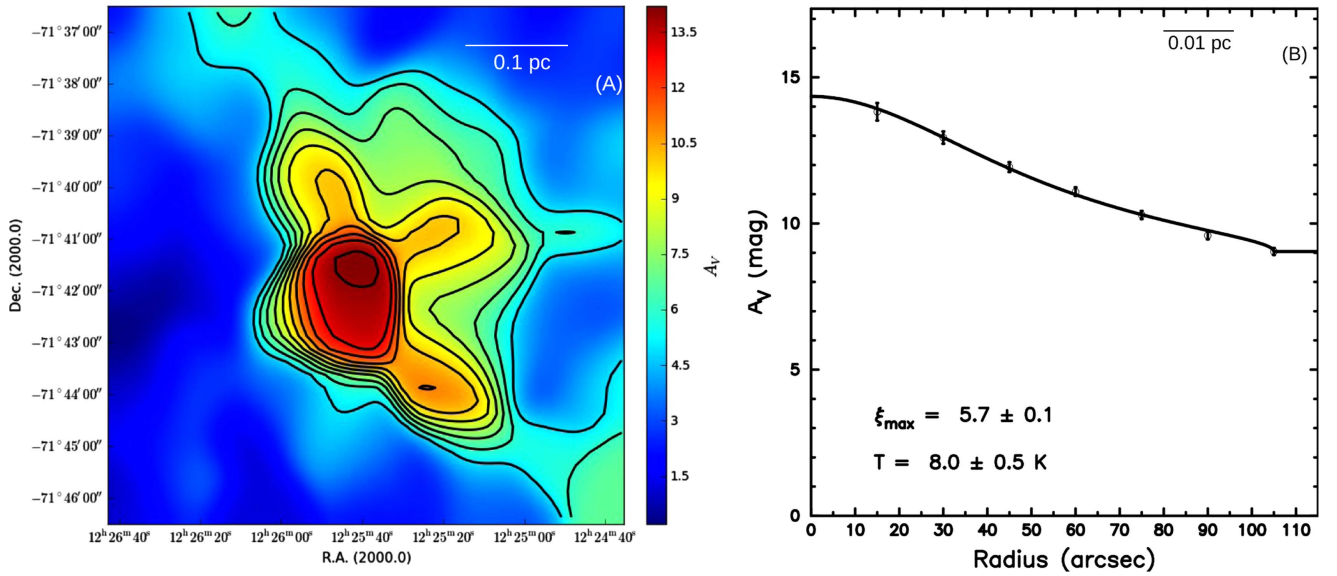 (A)
0.1 pc
−71°37′00″
−71°38′00″
−71°39′00″
−71°40′00″
−71°41′00″
−71°42′00″
−71°43′00″
−71°44′00″
−71°45′00″
−71°46′00″
Dec. (2000.0)
12ʰ26ᵐ40ˢ
12ʰ26ᵐ20ˢ
12ʰ26ᵐ00ˢ
12ʰ25ᵐ40ˢ
12ʰ25ᵐ20ˢ
12ʰ25ᵐ00ˢ
12ʰ24ᵐ40ˢ
R.A. (2000.0)
13.5
12
10.5
9
7.5
6
4.5
3
1.5
A_V
0.01 pc
(B)
15
10
5
0
A_V (mag)
ξ_max = 5.7 ± 0.1
T = 8.0 ± 0.5 K
0 10 20 30 40 50 60 70 80 90 100 110
Radius (arcsec)